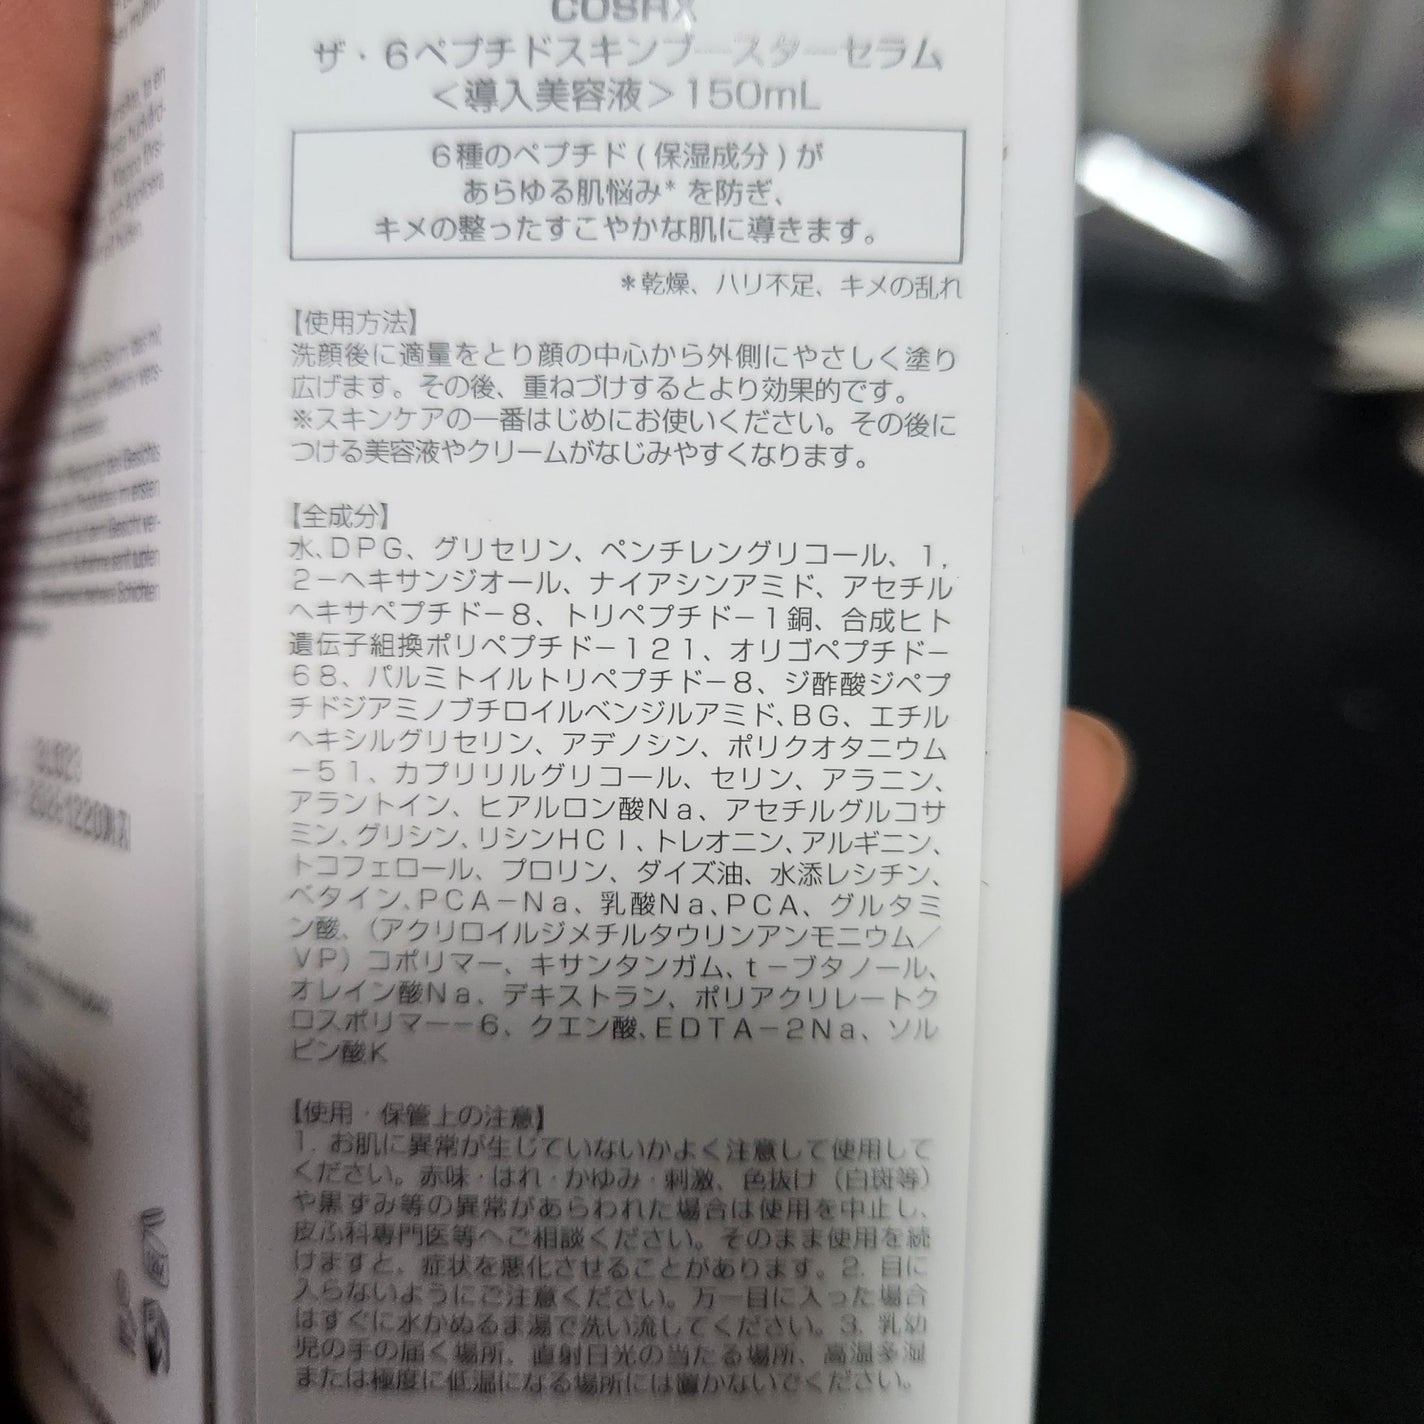 COSRX
ザ・6ペプチドスキンブースターセラム
＜導入美容液＞150mL
6種のペプチド(保湿成分)が
あらゆる肌悩み*を防ぎ、
キメの整ったすこやかな肌に導きます。
*乾燥、ハリ不足、キメの乱れ
【使用方法】
洗顔後に適量をとり顔の中心から外側にやさしく塗り
広げます。その後、重ねづけするとより効果的です。
※スキンケアの一番はじめにお使いください。その後に
つける美容液やクリームがなじみやすくなります。
【全成分】
水、DPG、グリセリン、ペンチレングリコール、1,
2-ヘキサンジオール、ナイアシンアミド、アセチル
ヘキサペプチド-8、トリペプチド-1銅、合成ヒト
遺伝子組換ポリペプチド-121、オリゴペプチド-
68、パルミトイルトリペプチド-8、ジ酢酸ジペプ
チドジアミノブチロイルベンジルアミド、BG、エチル
ヘキシルグリセリン、アデノシン、ポリクオタニウム
-51、カプリリルグリコール、セリン、アラニン、
アラントイン、ヒアルロン酸Na、アセチルグルコサ
ミン、グリシン、リシンHCl、トレオニン、アルギニン、
トコフェロール、プロリン、ダイズ油、水添レシチン、
ベタイン、PCA-Na、乳酸Na、PCA、グルタミ
ン酸、(アクリロイルジメチルタウリンアンモニウム/
VP)コポリマー、キサンタンガム、t-ブタノール、
オレイン酸Na、デキストラン、ポリアクリレートク
ロスポリマー-6、クエン酸、EDTA-2Na、ソル
ビン酸K
【使用・保管上の注意】
1. お肌に異常が生じていないかよく注意して使用して
ください。赤味・はれ・かゆみ・刺激、色抜け(白斑等)
や黒ずみ等の異常があらわれた場合は使用を中止し、
皮ふ科専門医等へご相談ください。そのまま使用を続
けますと、症状を悪化させることがあります。2. 目に
入らないようにご注意ください。万一目に入った場合
はすぐに水かぬるま湯で洗い流してください。3. 乳幼
児の手の届く場所、直射日光の当たる場所、高温多湿
または極度に低温になる場所には置かないでください。